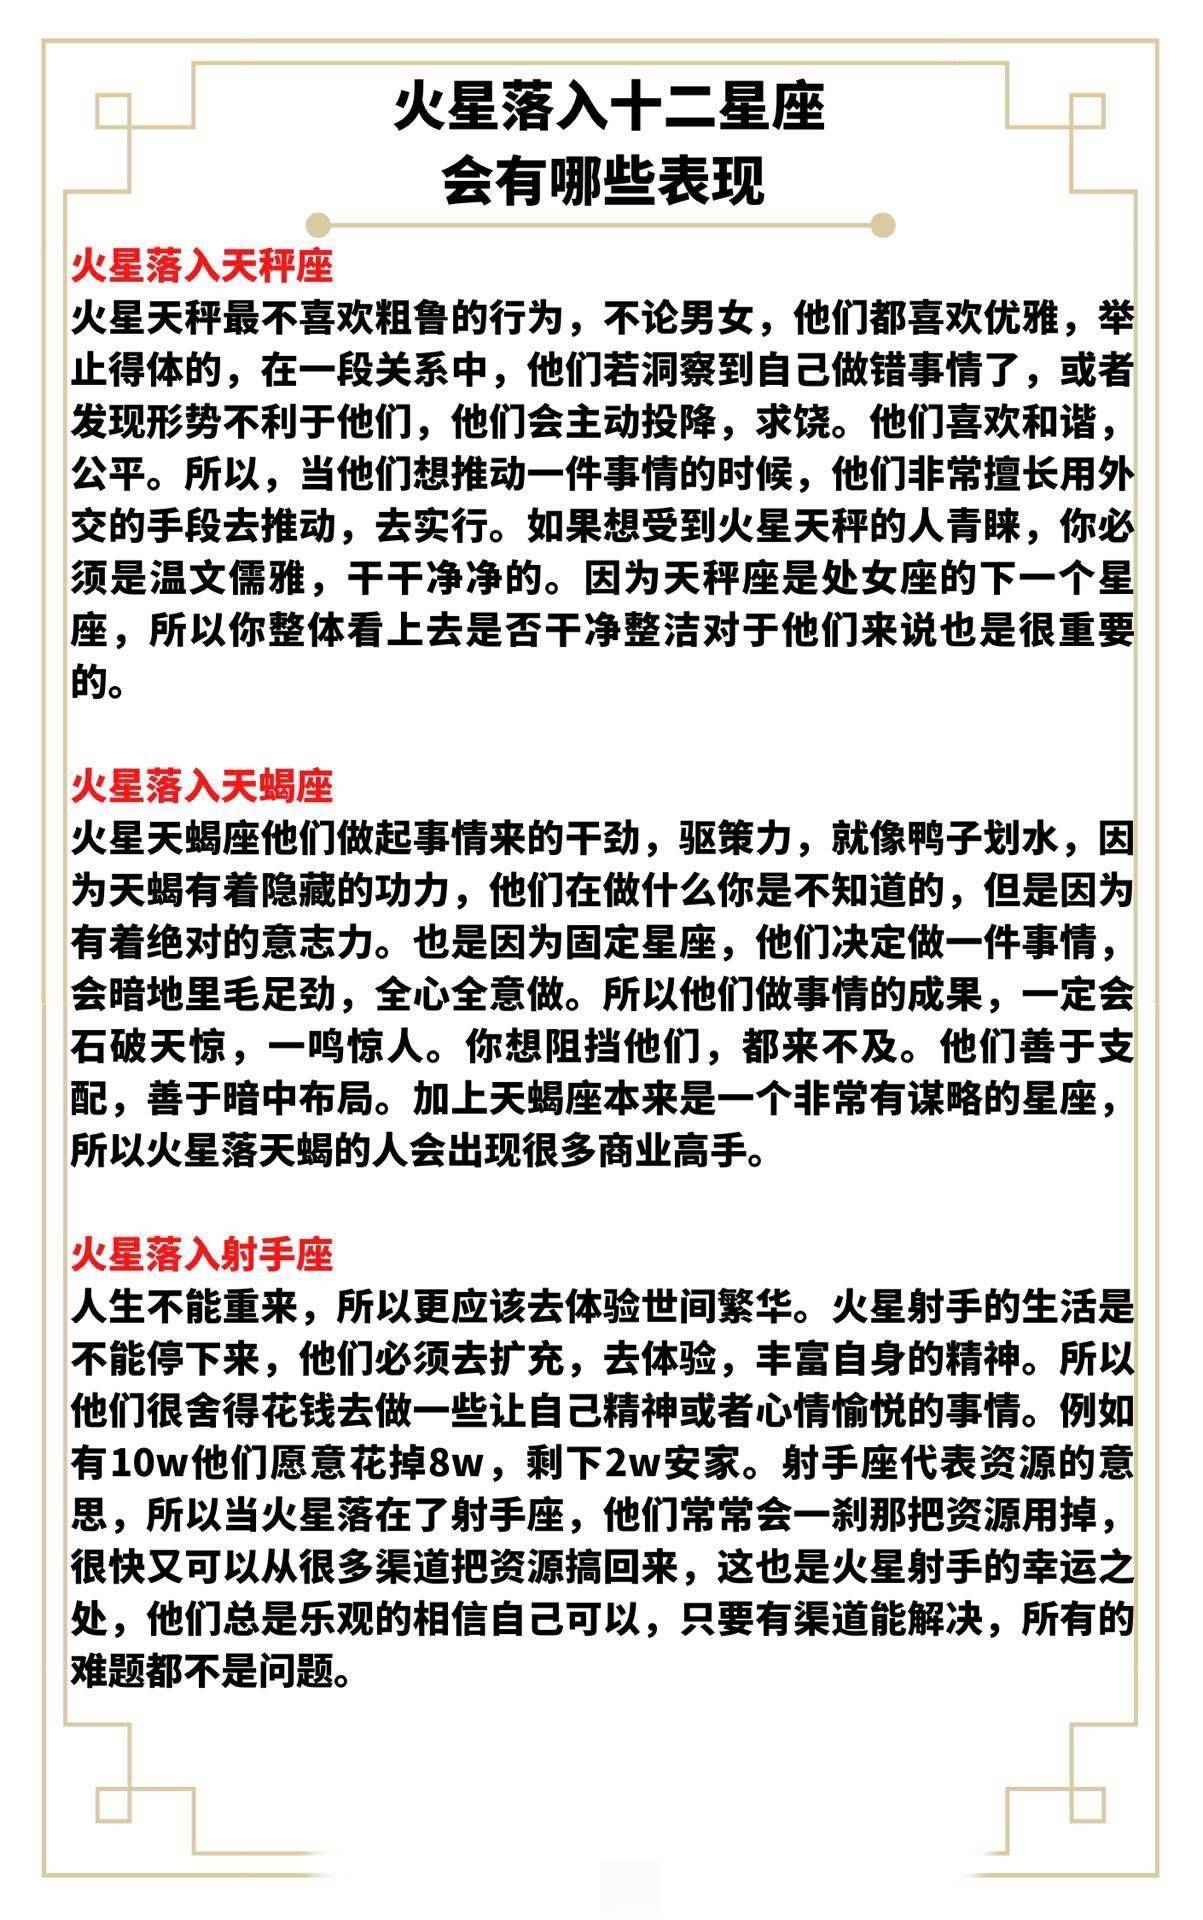 火星落入十二星座
会有哪些表现
火星落入天秤座
火星天秤最不喜欢粗鲁的行为，不论男女，他们都喜欢优雅，举
止得体的，在一段关系中，他们若洞察到自己做错事情了，或者
发现形势不利于他们，他们会主动投降，求饶。他们喜欢和谐，
公平。所以，当他们想推动一件事情的时候，他们非常擅长用外
交的手段去推动，去实行。如果想受到火星天秤的人青睐，你必
须是温文儒雅，干干净净的。因为天秤座是处女座的下一个星
座，所以你整体看上去是否干净整洁对于他们来说也是很重要
的。
火星落入天蝎座
火星天蝎座他们做起事情来的干劲，驱策力，就像鸭子划水，因
为天蝎有着隐藏的功力，他们在做什么你是不知道的，但是因为
有着绝对的意志力。也是因为固定星座，他们决定做一件事情，
会暗地里毛足劲，全心全意做。所以他们做事情的成果，一定会
石破天惊，一鸣惊人。你想阻挡他们，都来不及。他们善于支
配，善于暗中布局。加上天蝎座本来是一个非常有谋略的星座，
所以火星落天蝎的人会出现很多商业高手。
火星落入射手座
人生不能重来，所以更应该去体验世间繁华。火星射手的生活是
不能停下来，他们必须去扩充，去体验，丰富自身的精神。所以
他们很舍得花钱去做一些让自己精神或者心情愉悦的事情。例如
有10w他们愿意花掉8w，剩下2w安家。射手座代表资源的意
思，所以当火星落在了射手座，他们常常会一刹那把资源用掉，
很快又可以从很多渠道把资源搞回来，这也是火星射手的幸运之
处，他们总是乐观的相信自己可以，只要有渠道能解决，所有的
难题都不是问题。